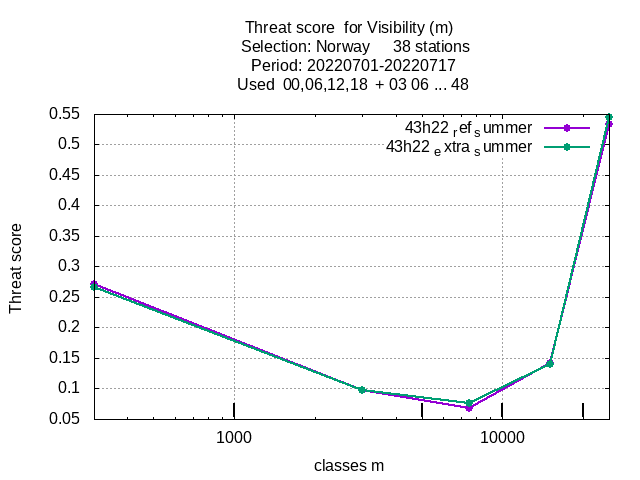 Threat score for Visibility (m)
Selection: Norway 38 stations
Period: 20220701-20220717
Used 00,06,12,18 + 03 06 ... 48
0.55
0.5
0.45
0.4
0.35
0.3
0.25
0.2
0.15
0.1
0.05
Threat score
43h22 ref summer
43h22 extra summer
1000 10000
classes m